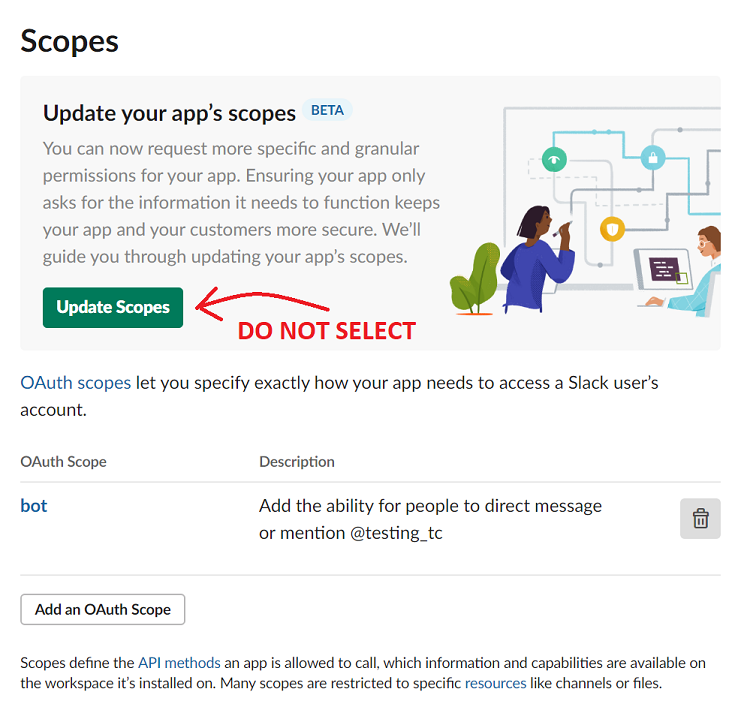 Scopes
Update your app's scopes BETA
You can now request more specific and granular
permissions for your app. Ensuring your app only
asks for the information it needs to function keeps
your app and your customers more secure. We'll
guide you through updating your app's scopes.
Update Scopes
DO NOT SELECT
OAuth scopes let you specify exactly how your app needs to access a Slack user's
account.
OAuth Scope Description
bot Add the ability for people to direct message
or mention @testing_tc
Add an OAuth Scope
Scopes define the API methods an app is allowed to call, which information and capabilities are available on
the workspace it's installed on. Many scopes are restricted to specific resources like channels or files.